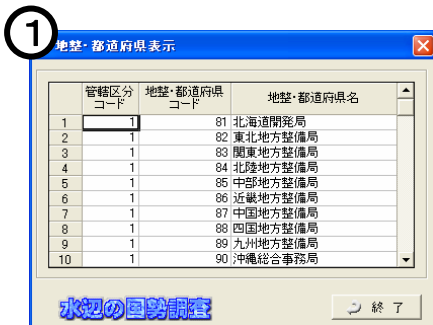 ①
地整・都道府県表示
管轄区分コード 地整・都道府県コード 地整・都道府県名
1 1 81 北海道開発局
2 1 82 東北地方整備局
3 1 83 関東地方整備局
4 1 84 北陸地方整備局
5 1 85 中部地方整備局
6 1 86 近畿地方整備局
7 1 87 中国地方整備局
8 1 88 四国地方整備局
9 1 89 九州地方整備局
10 1 90 沖縄総合事務局
水辺の国勢調査 終了